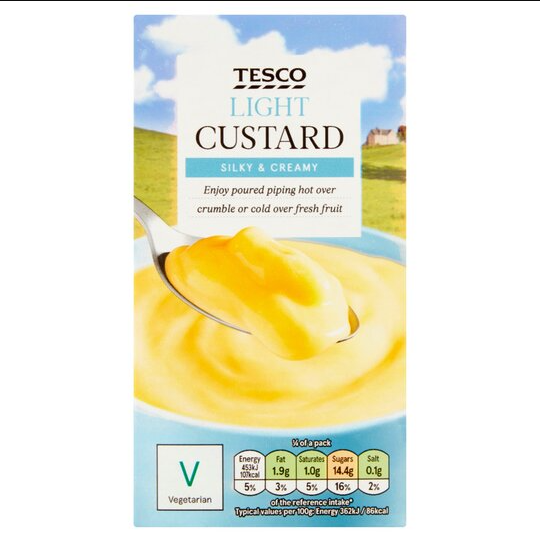 TESCO
LIGHT
CUSTARD
SILKY & CREAMY
Enjoy poured piping hot over
crumble or cold over fresh fruit
¼ of a pack
Energy Fat Saturates Sugars Salt
453kJ
107kcal 1.9g 1.0g 14.4g 0.1g
5% 3% 5% 16% 2%
of the reference intake*
Typical values per 100g: Energy 362kJ / 86kcal
V
Vegetarian